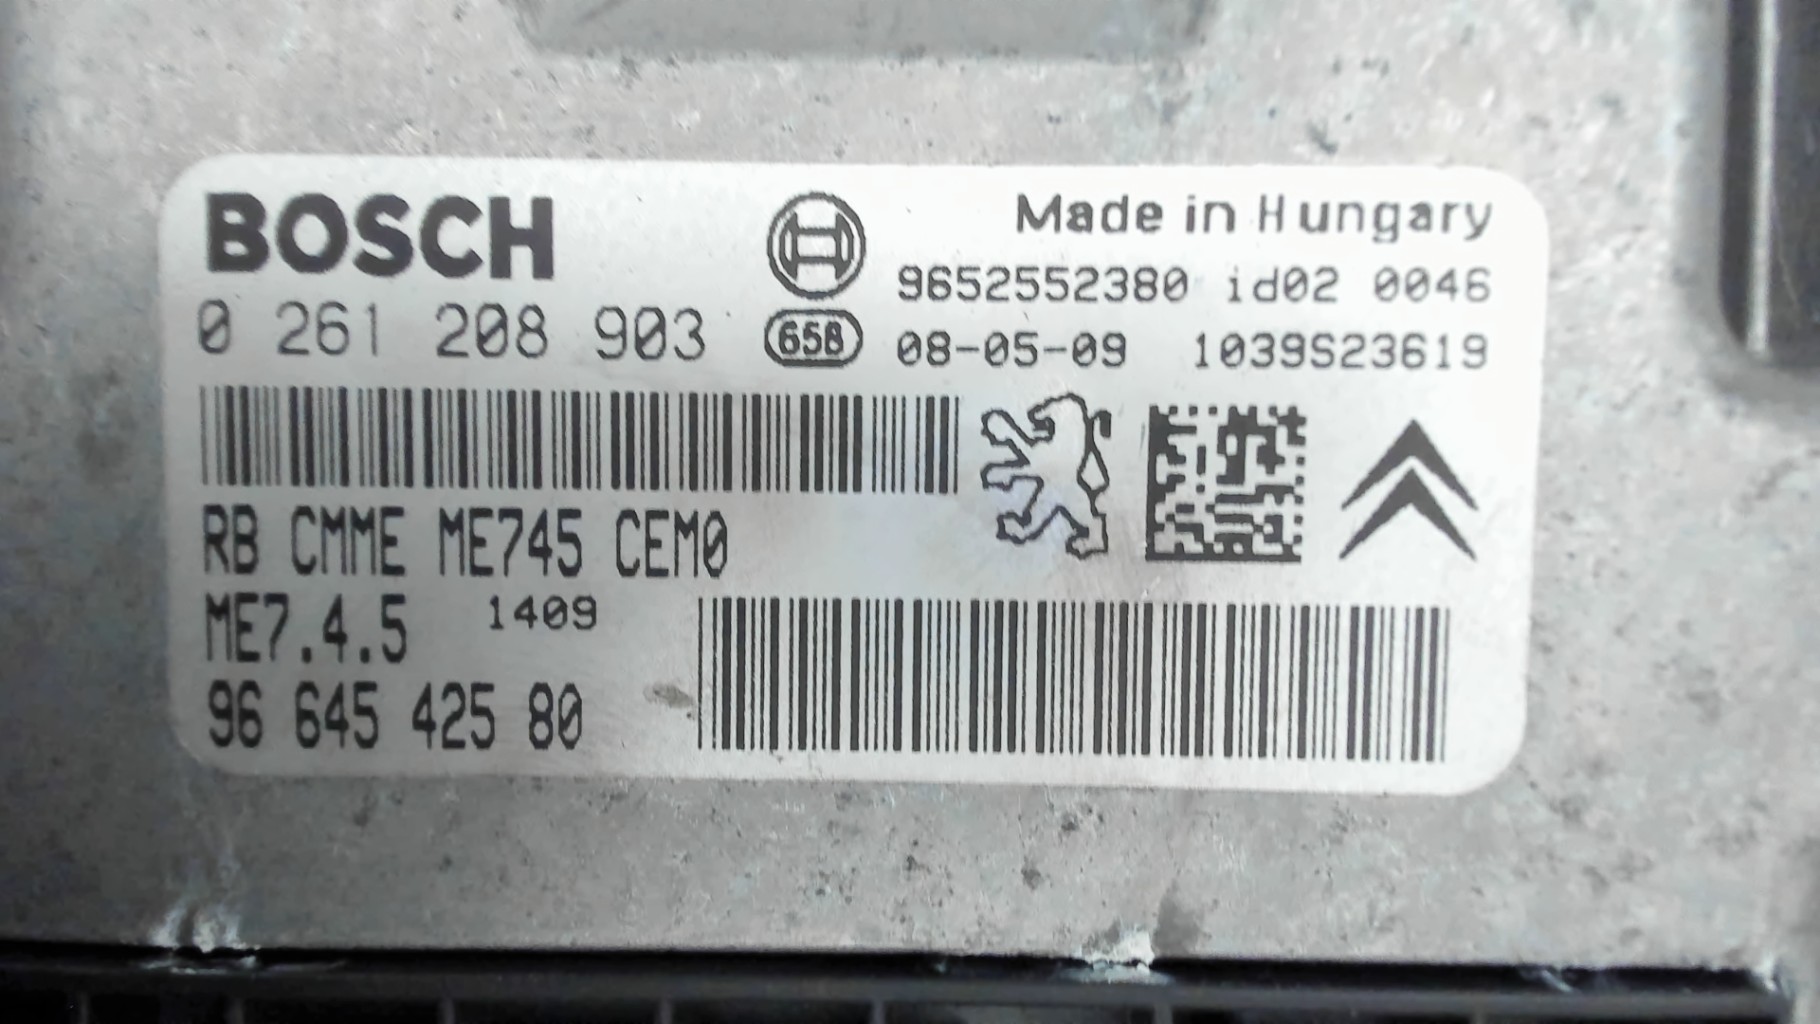 BOSCH
Made in Hungary
9652552380 id02 0046
0 261 208 903
65B
08-05-09 1039S23619
RB CMME ME745 CEM0
ME7.4.5 1409
96 645 425 80